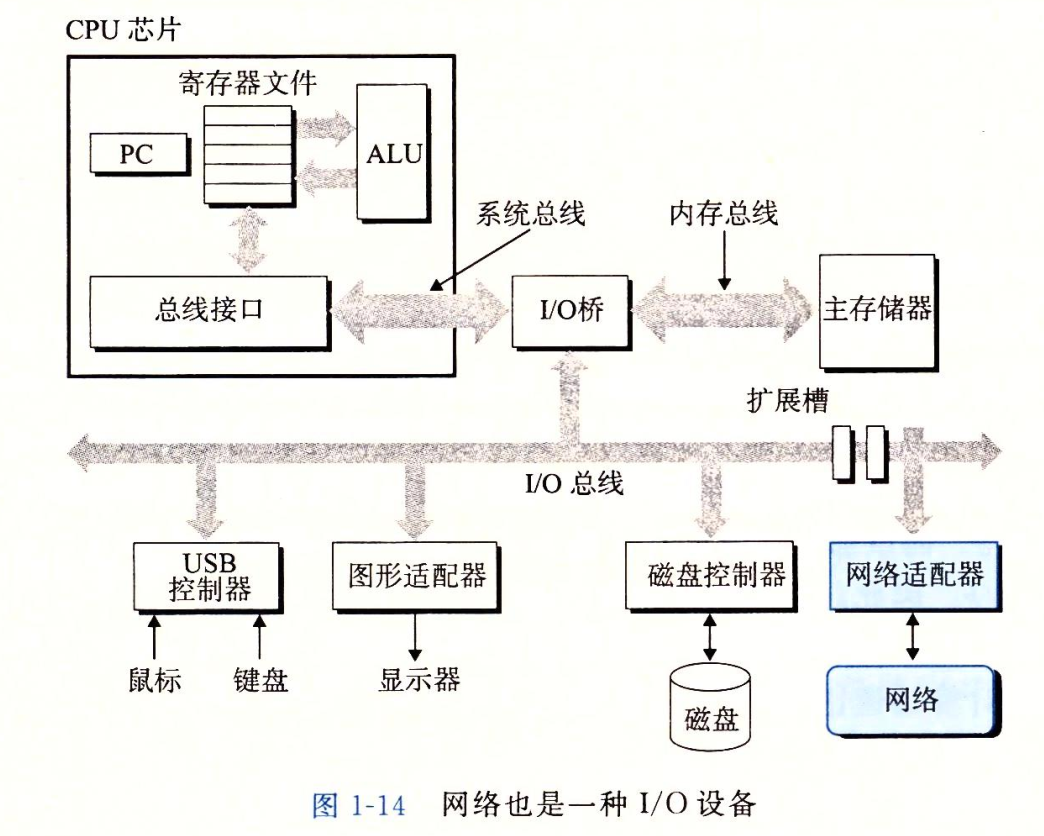 CPU 芯片
寄存器文件
PC
ALU
系统总线
内存总线
总线接口
I/O桥
主存储器
扩展槽
I/O 总线
USB
控制器
图形适配器
磁盘控制器
网络适配器
鼠标
键盘
显示器
磁盘
网络
图 1-14 网络也是一种 I/O 设备